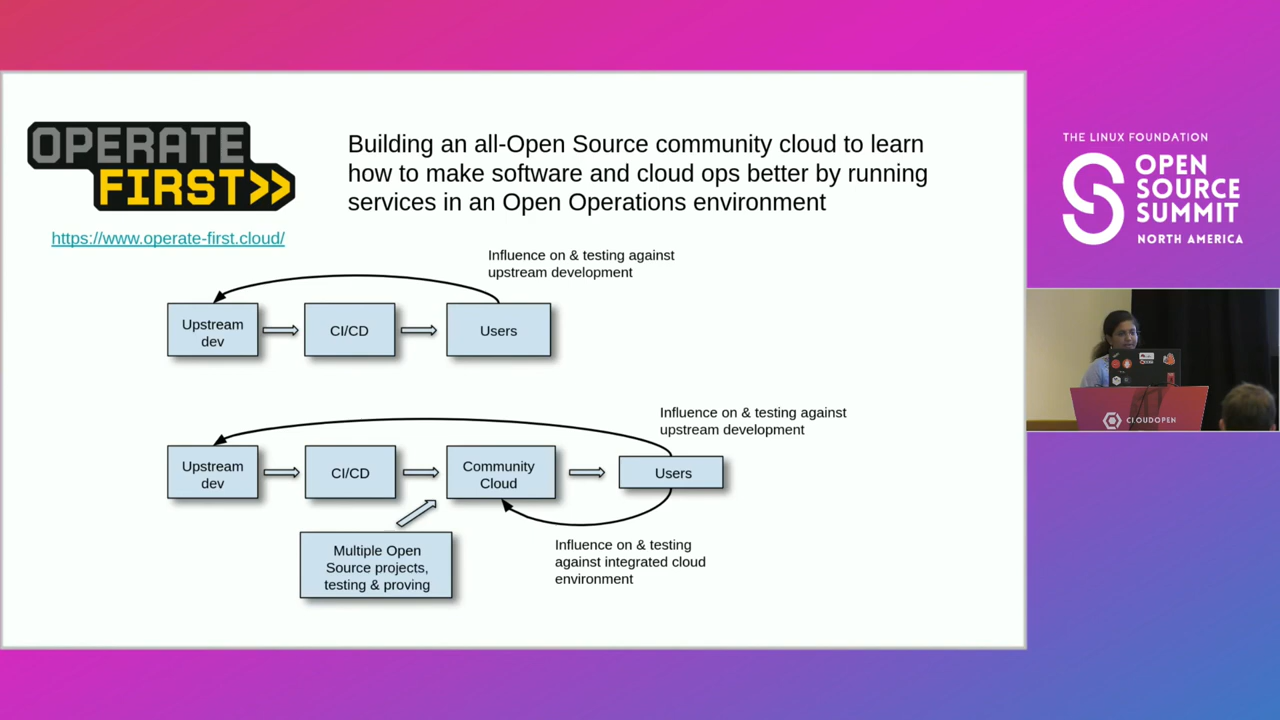 OPERATE
FIRST>>
https://www.operate-first.cloud/
Building an all-Open Source community cloud to learn
how to make software and cloud ops better by running
services in an Open Operations environment
Influence on & testing against
upstream development
Upstream
dev
CI/CD
Users
Influence on & testing against
upstream development
Upstream
dev
CI/CD
Community
Cloud
Users
Multiple Open
Source projects,
testing & proving
Influence on & testing
against integrated cloud
environment
THE LINUX FOUNDATION
OPEN
SOURCE
SUMMIT
NORTH AMERICA
CLOUDOPEN